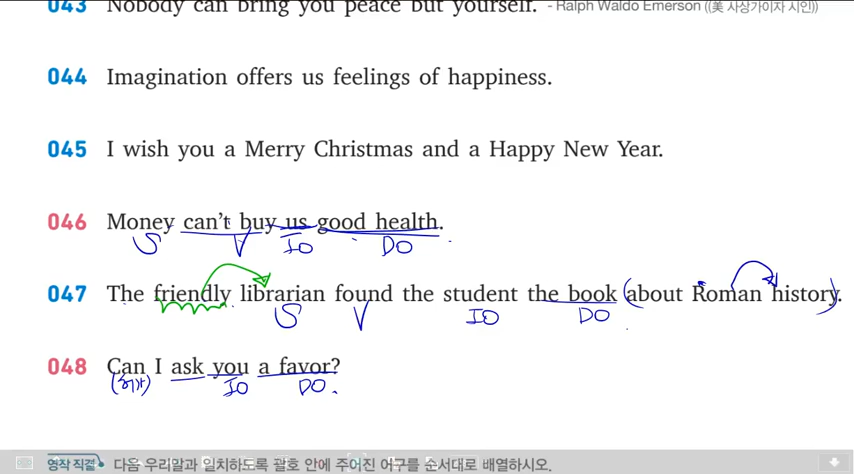 043 Nobody can bring you peace but yourself. - Ralph Waldo Emerson ((美 사상가이자 시인))
044 Imagination offers us feelings of happiness.
045 I wish you a Merry Christmas and a Happy New Year.
046 Money can't buy us good health.
S V IO DO
047 The friendly librarian found the student the book (about Roman history).
S V IO DO
048 Can I ask you a favor?
(허가) IO DO
영작 직결 다음 우리말과 일치하도록 괄호 안에 주어진 어구를 순서대로 배열하시오.